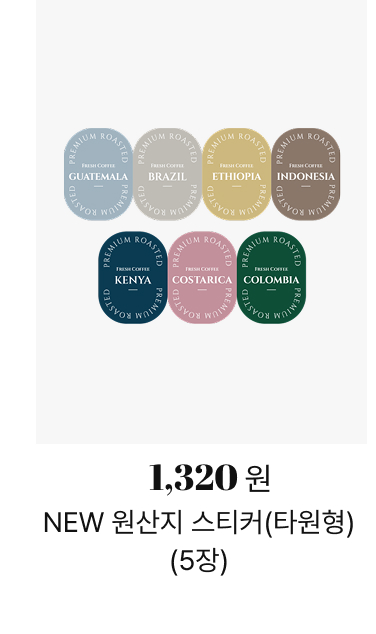 PREMIUM ROASTED
FRESH COFFEE
GUATEMALA
PREMIUM ROASTED
PREMIUM ROASTED
FRESH COFFEE
BRAZIL
PREMIUM ROASTED
PREMIUM ROASTED
FRESH COFFEE
ETHIOPIA
PREMIUM ROASTED
PREMIUM ROASTED
FRESH COFFEE
INDONESIA
PREMIUM ROASTED
PREMIUM ROASTED
FRESH COFFEE
KENYA
PREMIUM ROASTED
PREMIUM ROASTED
FRESH COFFEE
COSTARICA
PREMIUM ROASTED
PREMIUM ROASTED
FRESH COFFEE
COLOMBIA
PREMIUM ROASTED
1,320 원
NEW 원산지 스티커(타원형)
(5장)